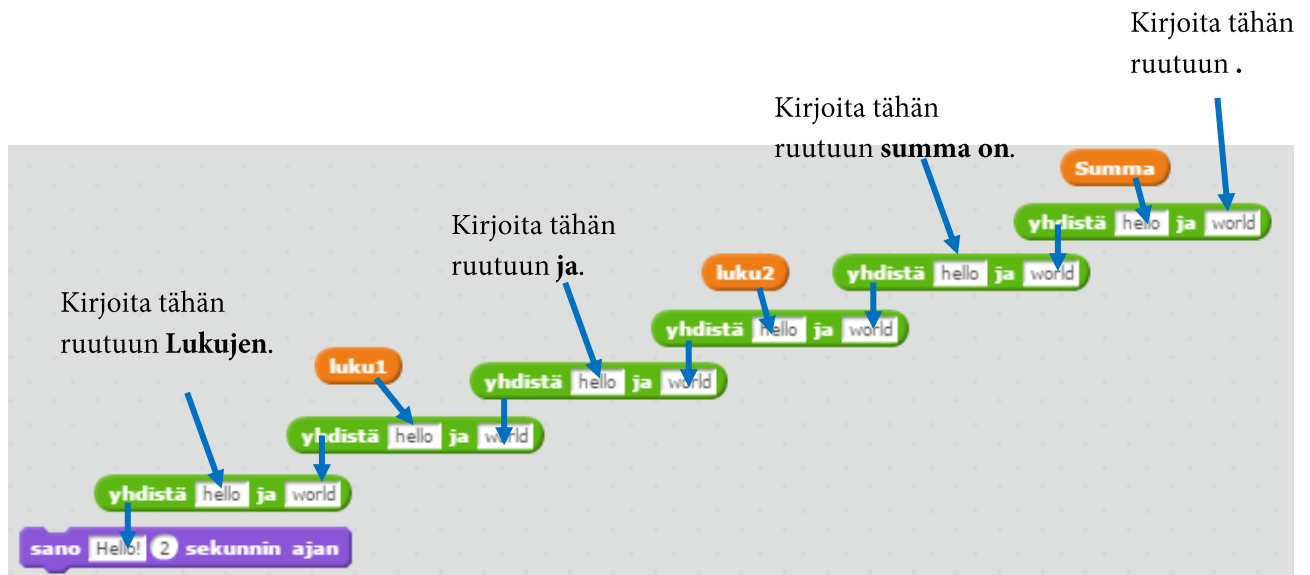 Kirjoita tähän
ruutuun .
Kirjoita tähän
ruutuun summa on.
Summa
yhdistä hello ja world
Kirjoita tähän
ruutuun ja.
luku2
yhdistä hello ja world
Kirjoita tähän
ruutuun Lukujen.
yhdistä hello ja world
luku1
yhdistä hello ja world
yhdistä hello ja world
yhdistä hello ja world
sano Hello! 2 sekunnin ajan